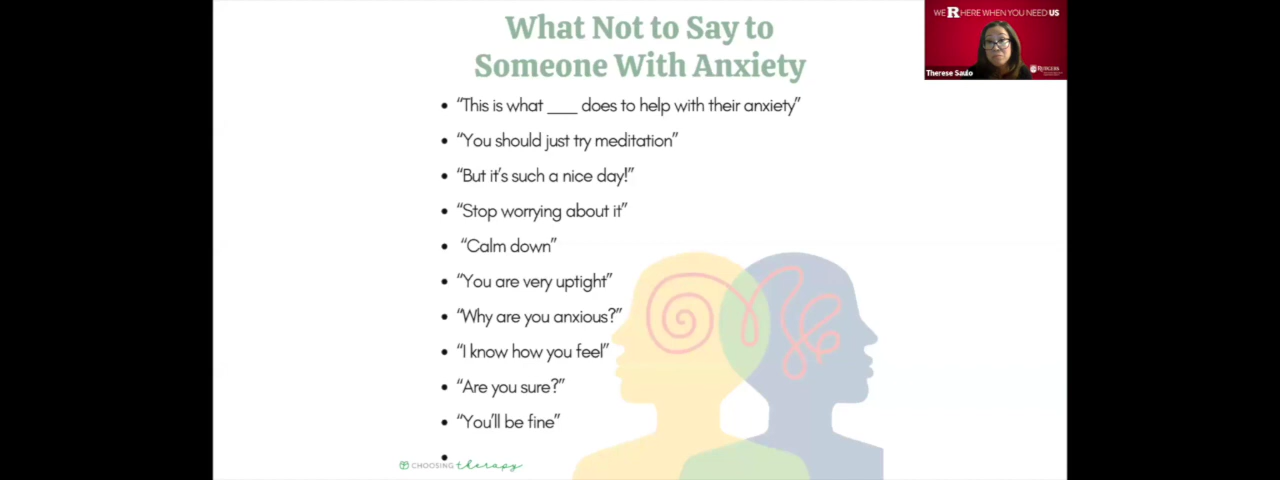 What Not to Say to
Someone With Anxiety
WE R HERE WHEN YOU NEED US
Therese Saulo
RUTGERS
• “This is what ____ does to help with their anxiety”
• “You should just try meditation”
• “But it’s such a nice day!”
• “Stop worrying about it”
• “Calm down”
• “You are very uptight”
• “Why are you anxious?”
• “I know how you feel”
• “Are you sure?”
• “You’ll be fine”
•
CHOOSING therapy